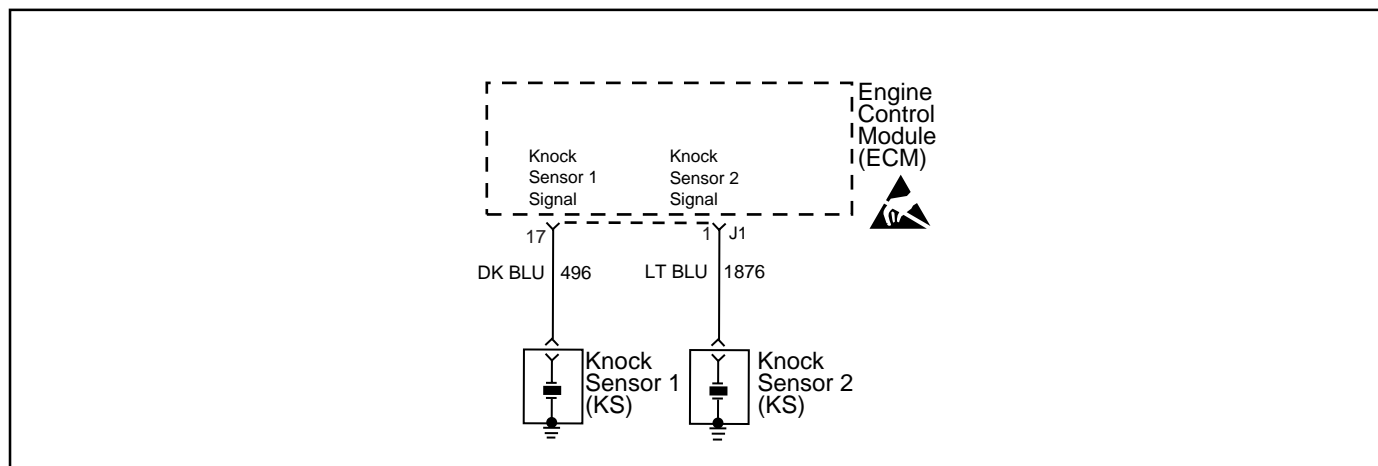 Engine
Control
Module
(ECM)
Knock
Sensor 1
Signal
Knock
Sensor 2
Signal
17
1
J1
DK BLU
496
LT BLU
1876
Knock
Sensor 1
(KS)
Knock
Sensor 2
(KS)